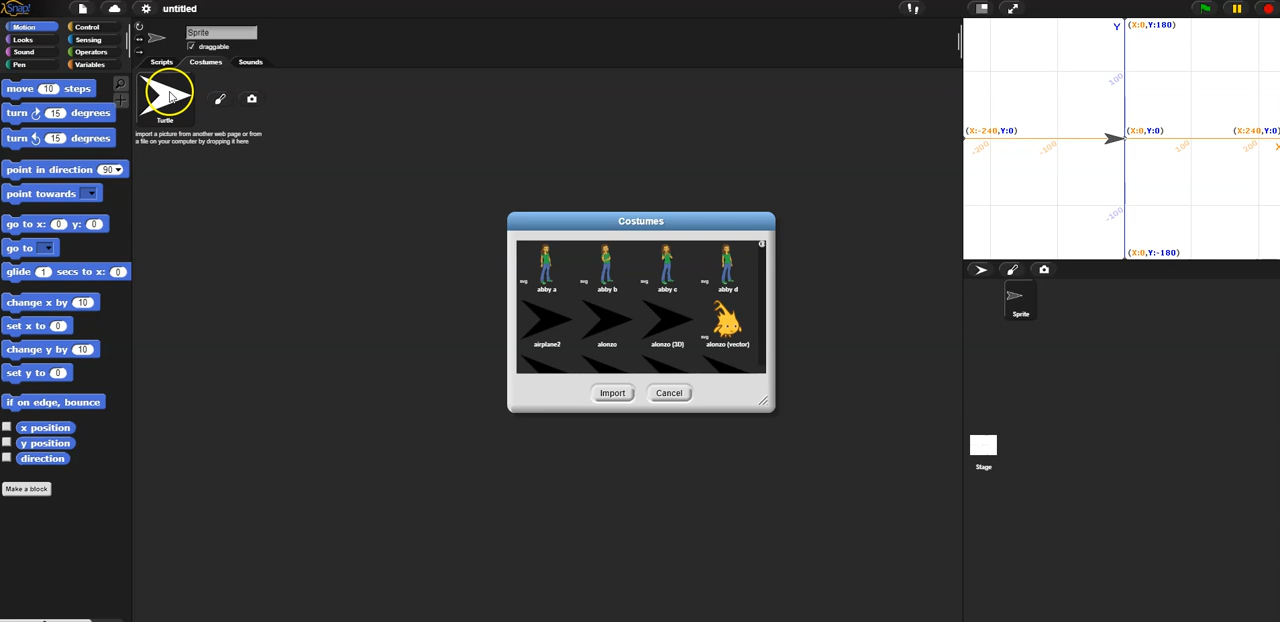 Snap!
untitled
Motion
Control
Looks
Sensing
Sound
Operators
Pen
Variables
move 10 steps
turn 15 degrees
turn 15 degrees
point in direction 90
point towards
go to x: 0 y: 0
go to
glide 1 secs to x: 0
change x by 10
set x to 0
change y by 10
set y to 0
if on edge, bounce
x position
y position
direction
Make a block
Sprite
draggable
Scripts
Costumes
Sounds
Turtle
import a picture from another web page or from
a file on your computer by dropping it here
Costumes
svg
svg
svg
svg
abby a
abby b
abby c
abby d
svg
airplane2
alonzo
alonzo (3D)
alonzo (vector)
Import
Cancel
Y
(X:0,Y:180)
100
(X:-240,Y:0)
(X:0,Y:0)
(X:240,Y:0)
-200
-100
100
200
X
-100
(X:0,Y:-180)
Sprite
Stage